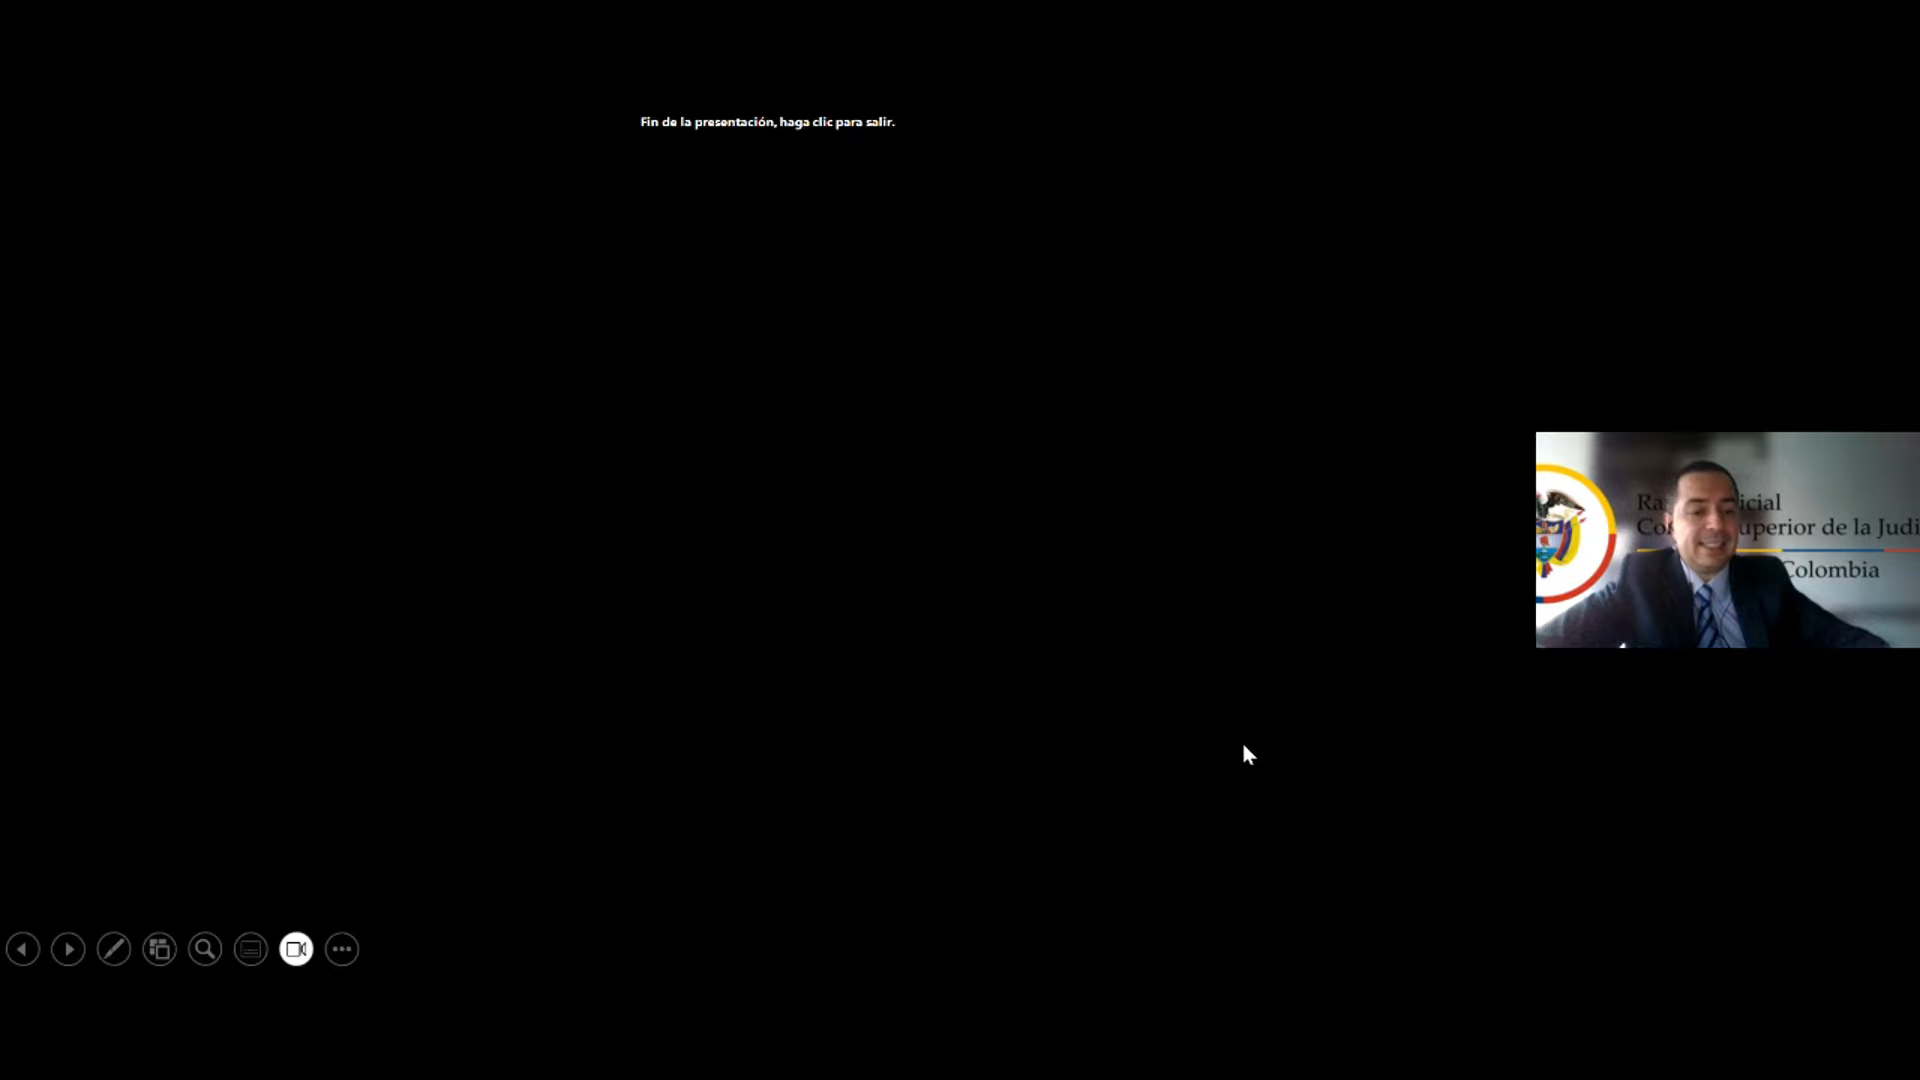 Fin de la presentación, haga clic para salir.
Ra icial
Co uperior de la Judi
Colombia